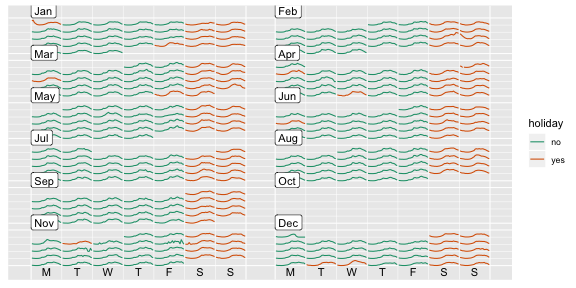 Jan Feb
Mar Apr
May Jun
Jul Aug
Sep Oct
Nov Dec
M T W T F S S M T W T F S S
holiday
no
yes